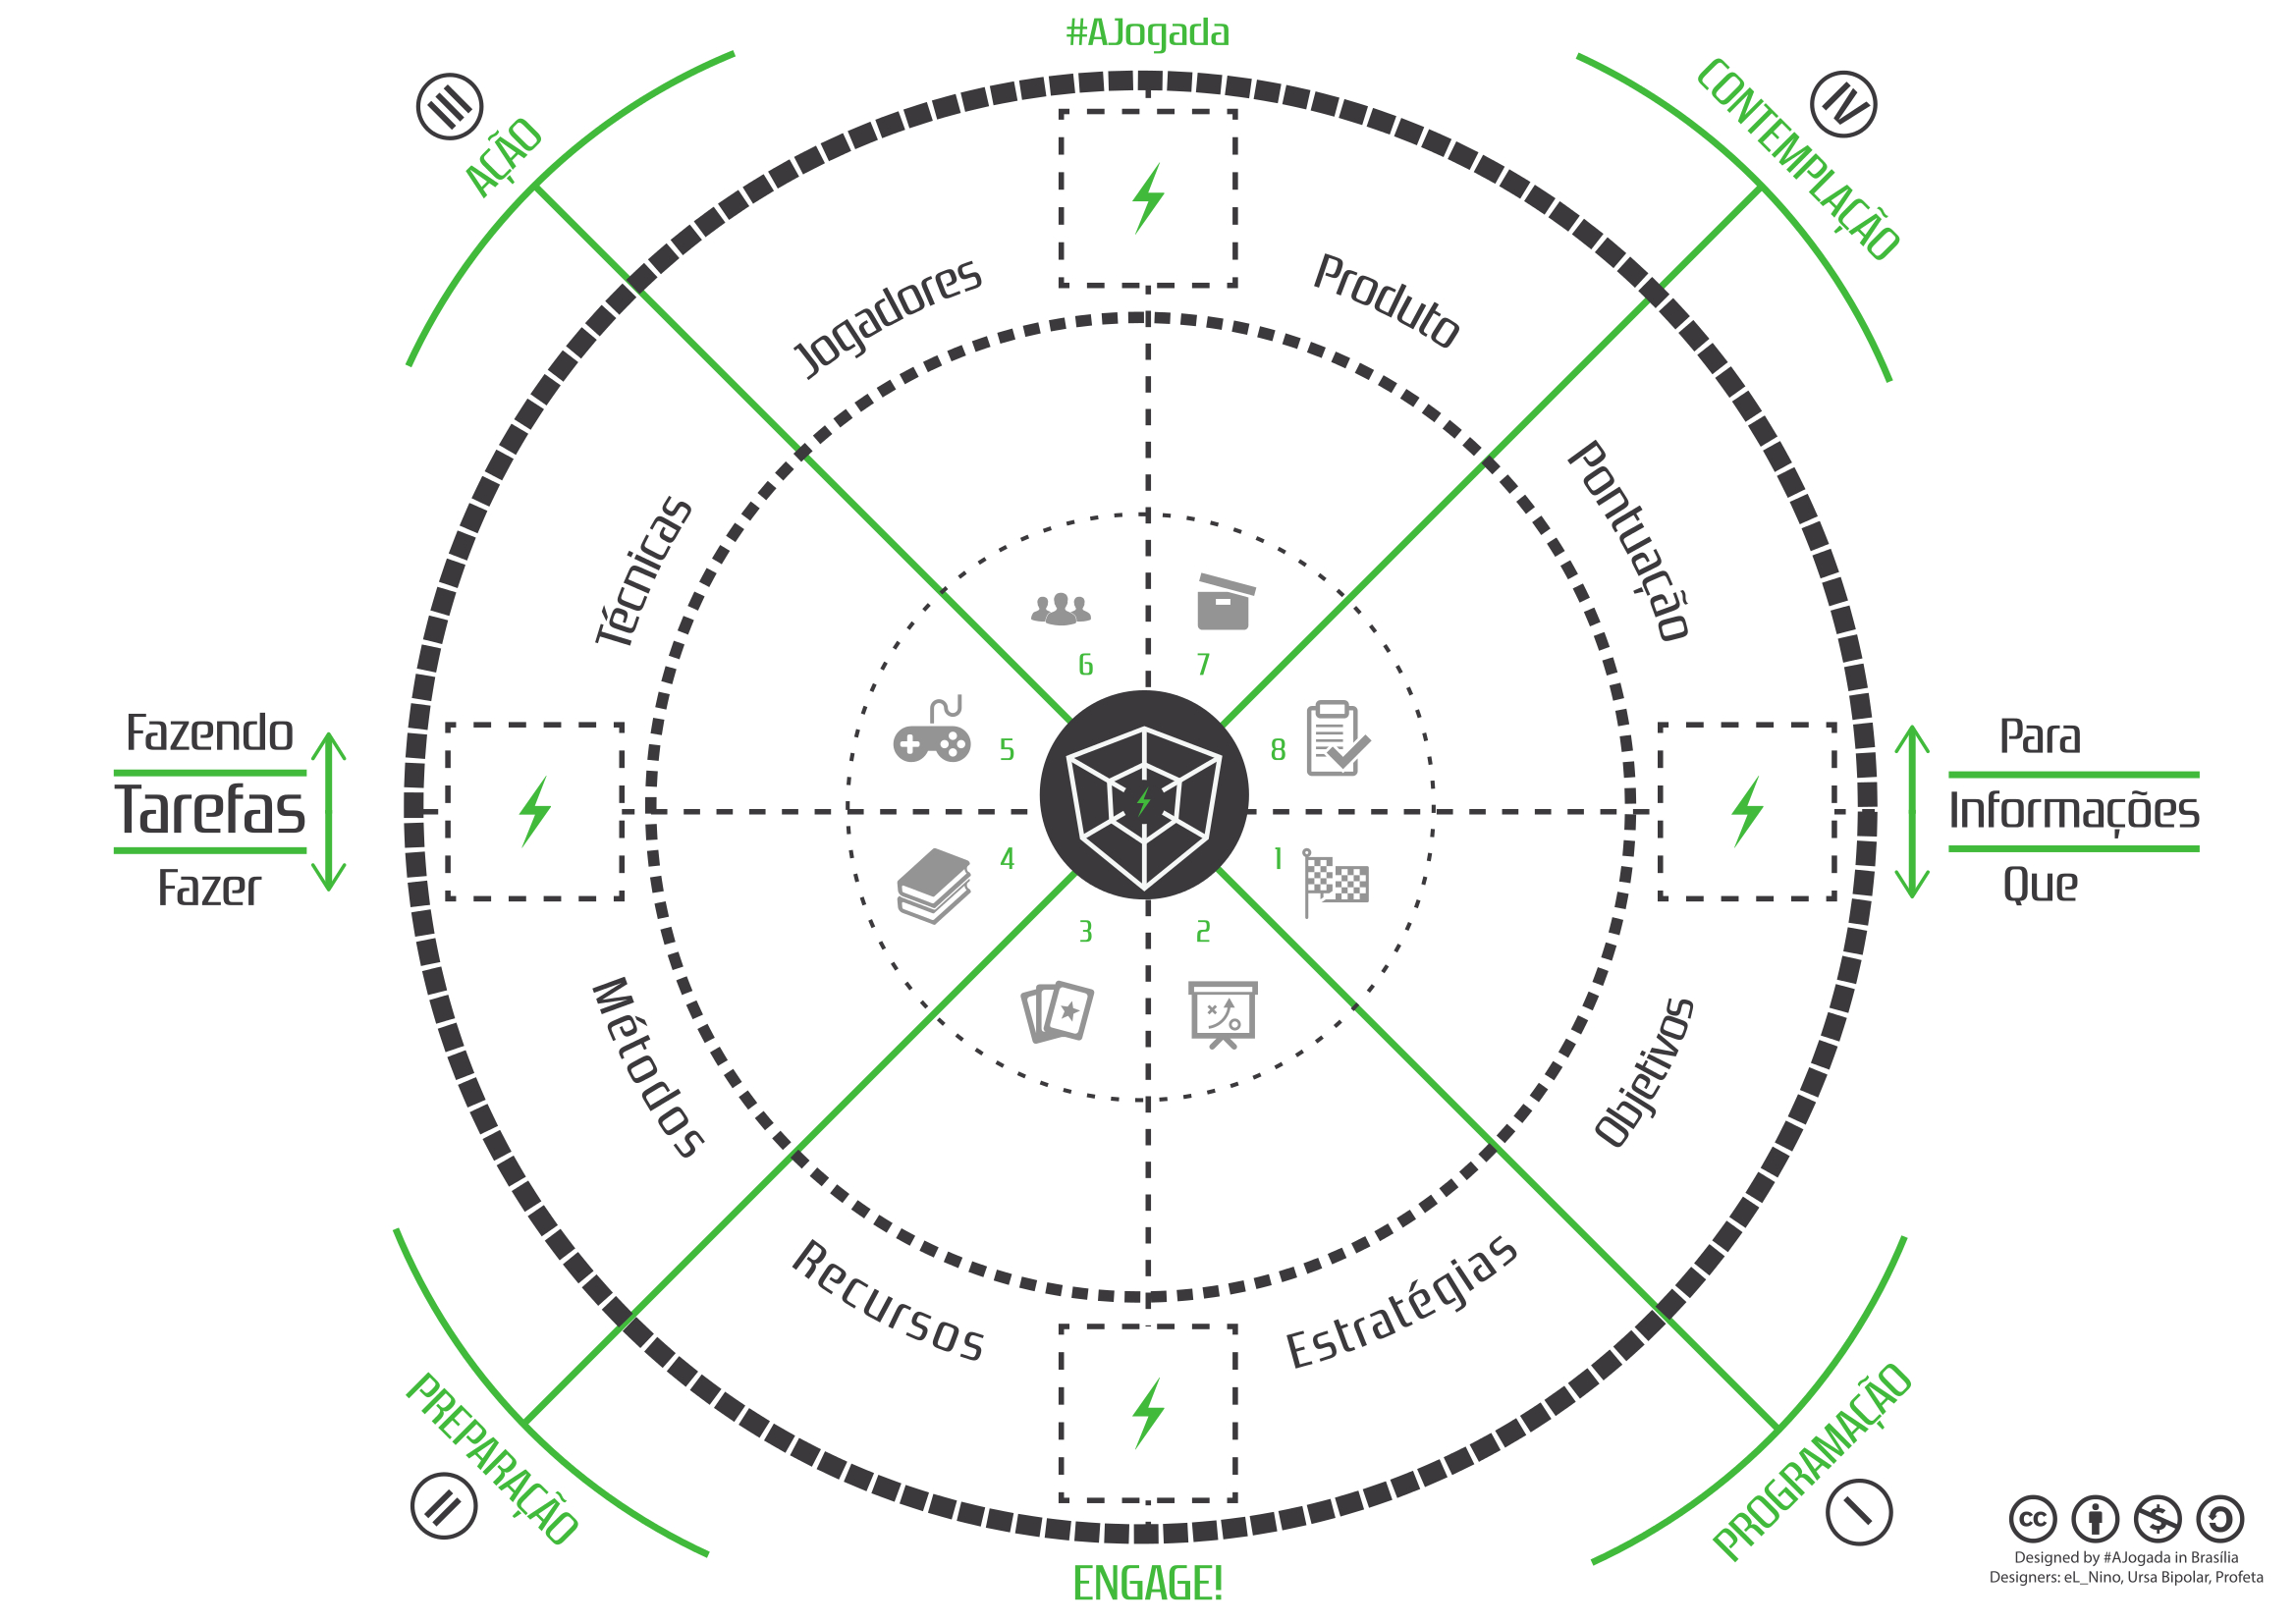 #AJogada
III
AÇÃO
IV
CONTEMPLAÇÃO
Jogadores
Produto
Técnicas
Pontuação
6
7
5
8
Fazendo
Tarefas
Fazer
Para
Informações
Que
4
1
3
2
Métodos
Objetivos
Recursos
Estratégias
PREPARAÇÃO
II
PROGRAMAÇÃO
I
ENGAGE!
cc
Designed by #AJogada in Brasília
Designers: eL_Nino, Ursa Bipolar, Profeta